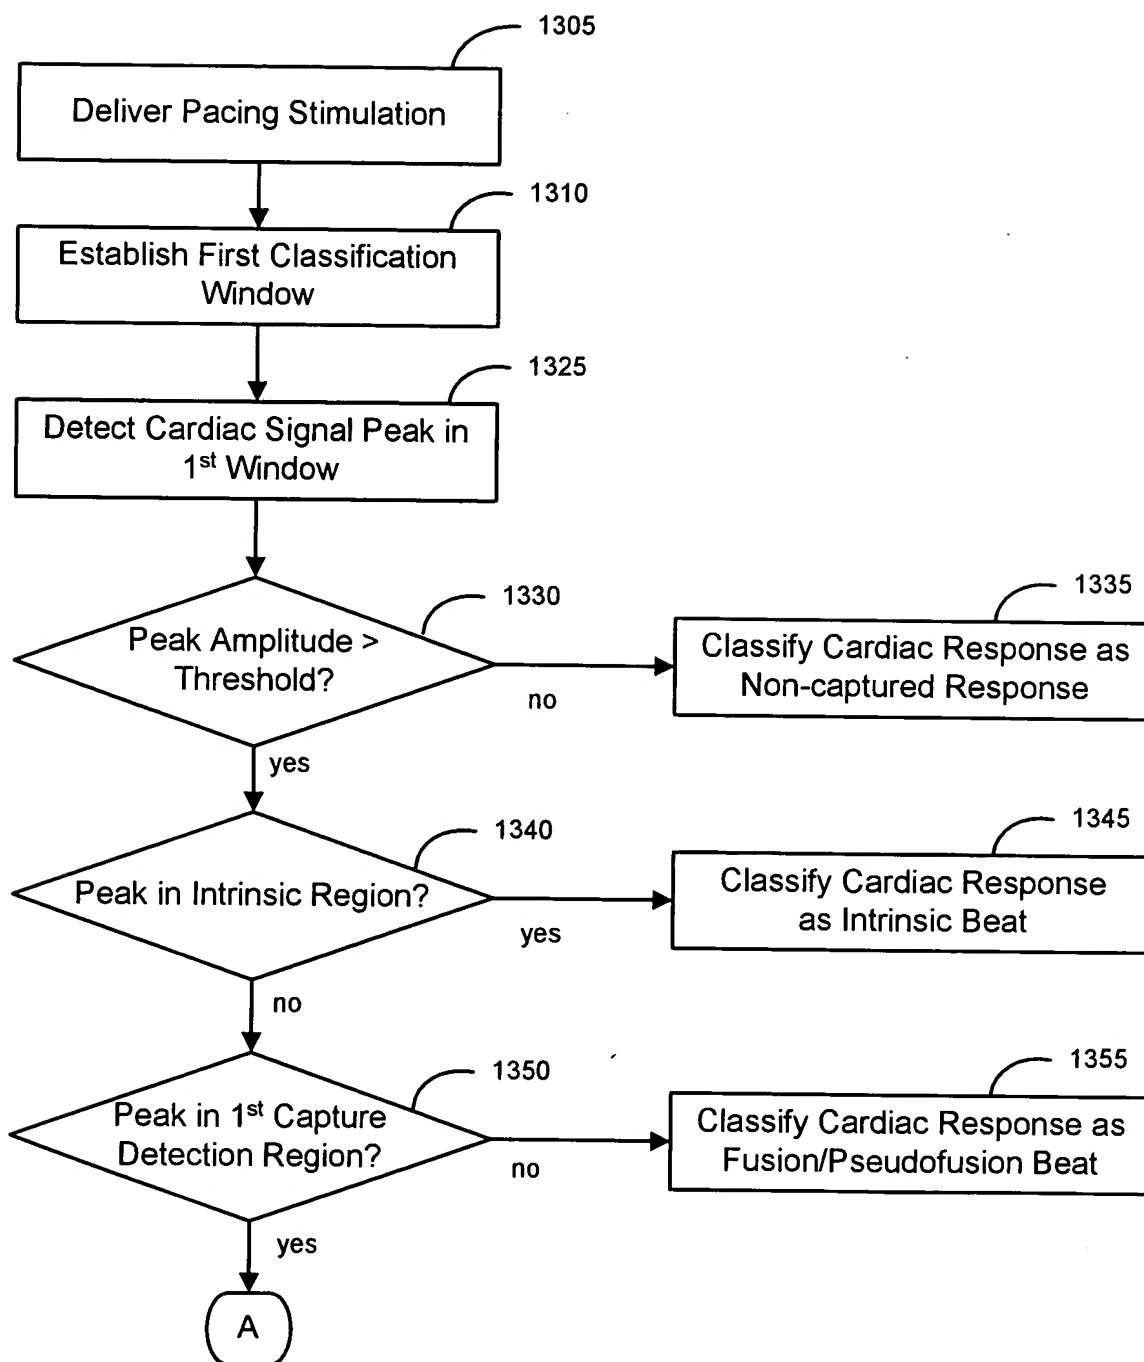 1305
Deliver Pacing Stimulation
1310
Establish First Classification
Window
1325
Detect Cardiac Signal Peak in
1st Window
1330
Peak Amplitude >
Threshold?
no
1335
Classify Cardiac Response as
Non-captured Response
yes
1340
Peak in Intrinsic Region?
yes
1345
Classify Cardiac Response
as Intrinsic Beat
no
1350
Peak in 1st Capture
Detection Region?
no
1355
Classify Cardiac Response as
Fusion/Pseudofusion Beat
yes
A